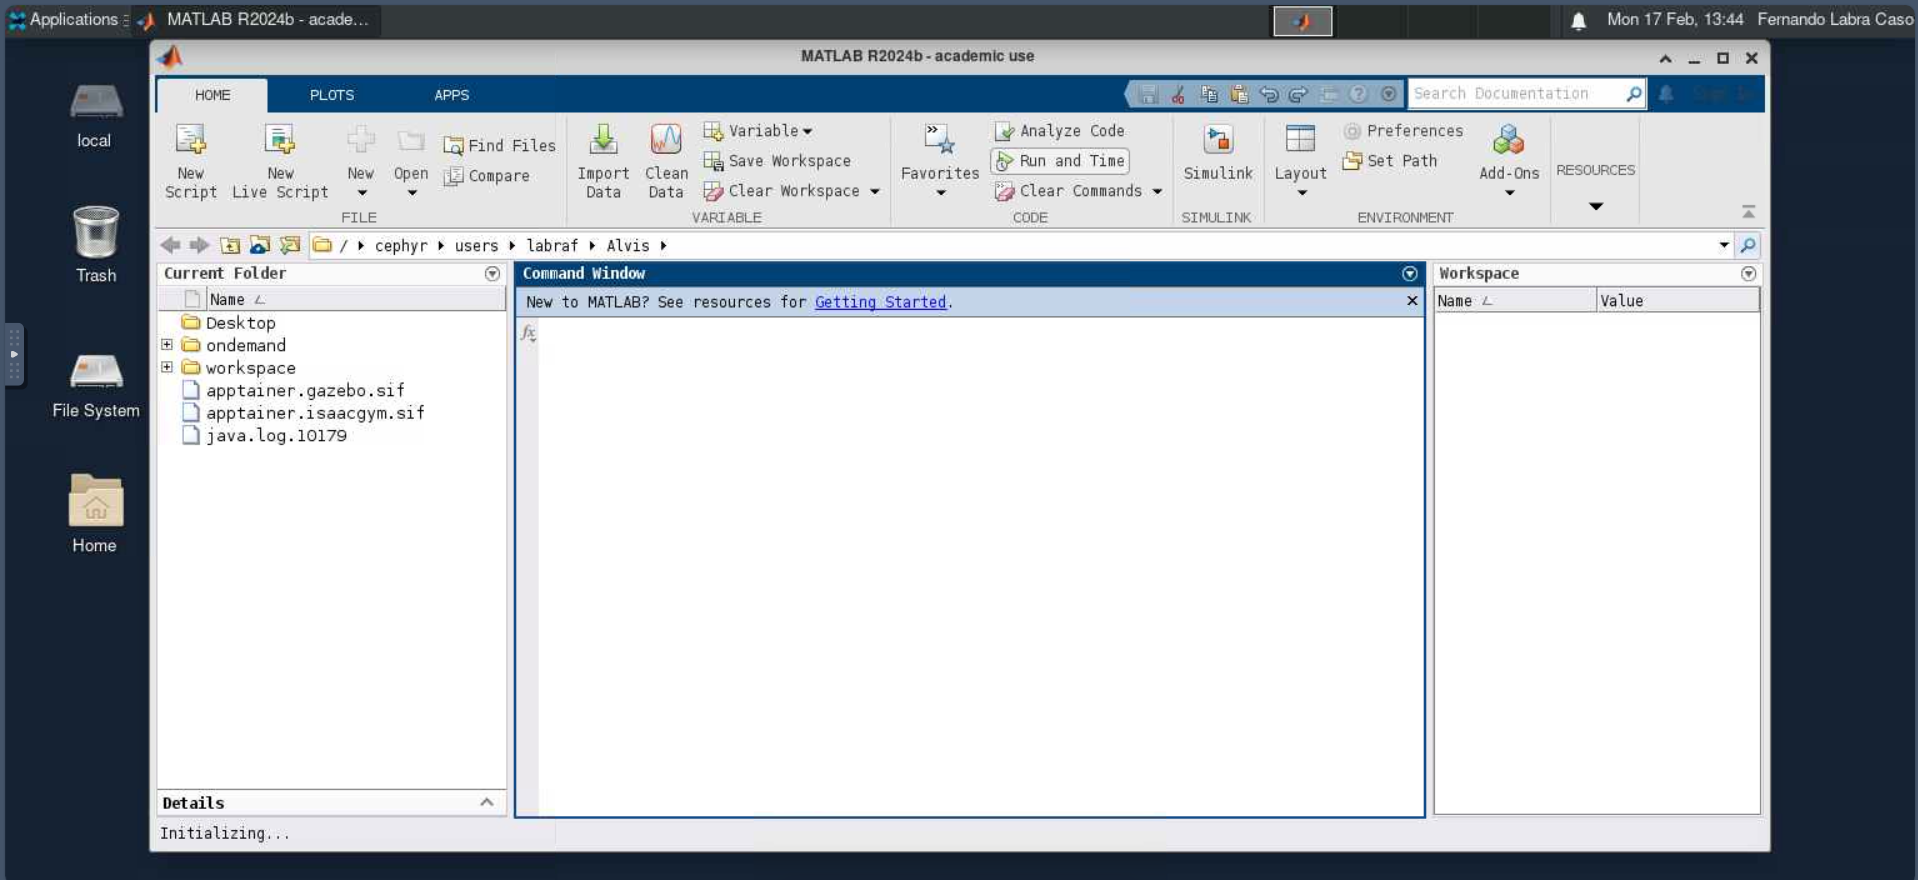 Applications
MATLAB R2024b - acade...
Mon 17 Feb, 13:44 Fernando Labra Caso
MATLAB R2024b - academic use
HOME PLOTS APPS
Search Documentation
local
Trash
File System
Home
New Script
New Live Script
New
Open
Find Files
Compare
FILE
Import Data
Clean Data
Variable
Save Workspace
Clear Workspace
VARIABLE
Favorites
Analyze Code
Run and Time
Clear Commands
CODE
Simulink
SIMULINK
Layout
Preferences
Set Path
Add-Ons
ENVIRONMENT
RESOURCES
/ cephyr users labraf Alvis
Current Folder
Name
Desktop
ondemand
workspace
apptainer.gazebo.sif
apptainer.isaacgym.sif
java.log.10179
Details
Initializing...
Command Window
New to MATLAB? See resources for Getting Started.
fx
Workspace
Name Value